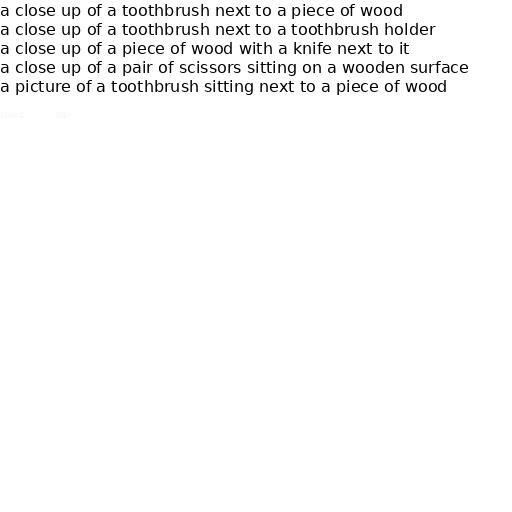 a close up of a toothbrush next to a piece of wood
a close up of a toothbrush next to a toothbrush holder
a close up of a piece of wood with a knife next to it
a close up of a pair of scissors sitting on a wooden surface
a picture of a toothbrush sitting next to a piece of wood